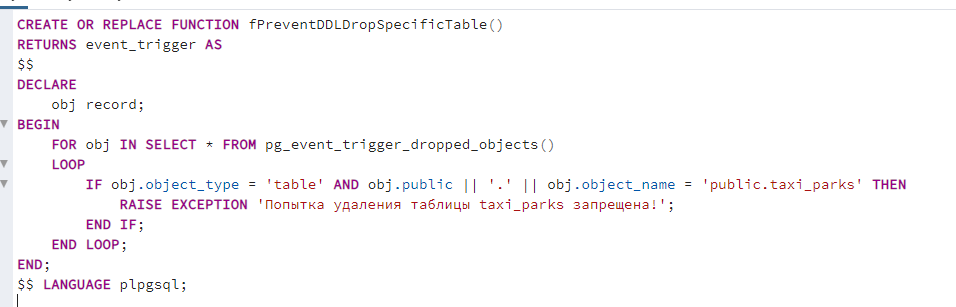 CREATE OR REPLACE FUNCTION fPreventDDLDropSpecificTable()
RETURNS event_trigger AS
$$
DECLARE
    obj record;
BEGIN
    FOR obj IN SELECT * FROM pg_event_trigger_dropped_objects()
    LOOP
        IF obj.object_type = 'table' AND obj.public || '.' || obj.object_name = 'public.taxi_parks' THEN
            RAISE EXCEPTION 'Попытка удаления таблицы taxi_parks запрещена!';
        END IF;
    END LOOP;
END;
$$ LANGUAGE plpgsql;